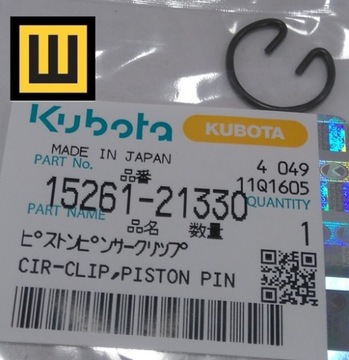 Ш
Kubota KUBOTA
MADE IN JAPAN 4 049
PART No. 品番 11Q1605
15261-21330
PART NAME 品名 数量 QUANTITY
ピストンピンサークリップ 1
CIR-CLIP,PISTON PIN